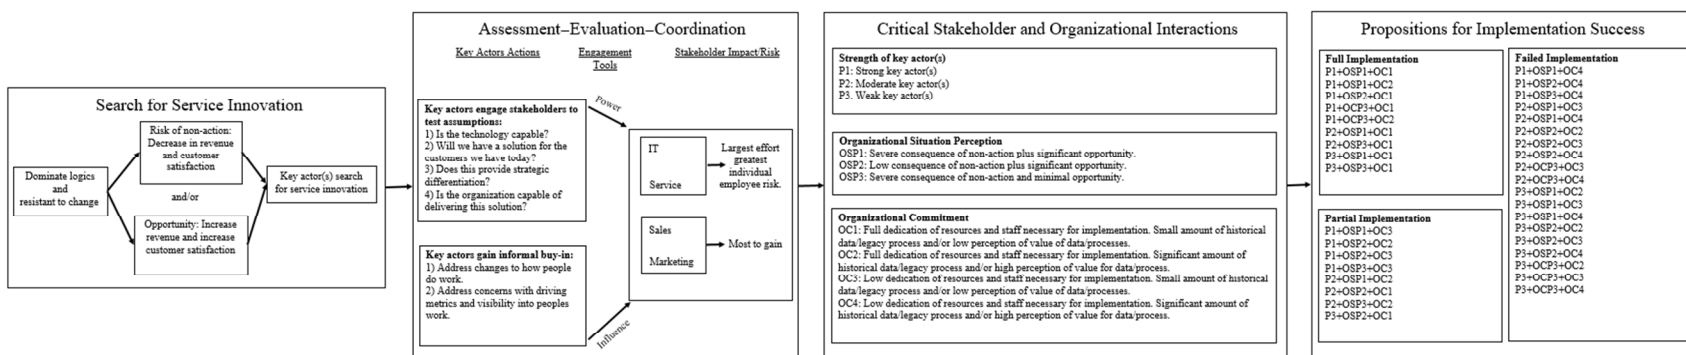 Search for Service Innovation
Dominate logics
and
resistant to change
Risk of non-action:
Decrease in revenue
and customer
satisfaction
and/or
Opportunity: Increase
revenue and increase
customer satisfaction
Key actor(s) search
for service innovation
Assessment–Evaluation–Coordination
Key Actors Actions
Engagement
Tools
Stakeholder Impact/Risk
Key actors engage stakeholders to
test assumptions:
1) Is the technology capable?
2) Will we have a solution for the
customers we have today?
3) Does this provide strategic
differentiation?
4) Is the organization capable of
delivering this solution?
Key actors gain informal buy-in:
1) Address changes to how people
do work.
2) Address concerns with driving
metrics and visibility into peoples
work.
Power
Influence
IT
Service
Largest effort
greatest
individual
employee risk.
Sales
Marketing
Most to gain
Critical Stakeholder and Organizational Interactions
Strength of key actor(s)
P1: Strong key actor(s)
P2: Moderate key actor(s)
P3. Weak key actor(s)
Organizational Situation Perception
OSP1: Severe consequence of non-action plus significant opportunity.
OSP2: Low consequence of non-action plus significant opportunity.
OSP3: Severe consequence of non-action and minimal opportunity.
Organizational Commitment
OC1: Full dedication of resources and staff necessary for implementation. Small amount of historical
data/legacy process and/or low perception of value of data/processes.
OC2: Full dedication of resources and staff necessary for implementation. Significant amount of
historical data/legacy process and/or high perception of value for data/process.
OC3: Low dedication of resources and staff necessary for implementation. Small amount of historical
data/legacy process and/or low perception of value of data/processes.
OC4: Low dedication of resources and staff necessary for implementation. Significant amount of
historical data/legacy process and/or high perception of value for data/process.
Propositions for Implementation Success
Full Implementation
P1+OSP1+OC1
P1+OSP1+OC2
P1+OSP2+OC1
P1+OCP3+OC1
P1+OCP3+OC2
P2+OSP1+OC1
P2+OSP3+OC1
P3+OSP1+OC1
P3+OSP3+OC1
Partial Implementation
P1+OSP1+OC3
P1+OSP2+OC2
P1+OSP2+OC3
P1+OSP3+OC3
P2+OSP1+OC2
P2+OSP2+OC1
P2+OSP3+OC2
P3+OSP2+OC1
Failed Implementation
P1+OSP1+OC4
P1+OSP2+OC4
P1+OSP3+OC4
P2+OSP1+OC3
P2+OSP1+OC4
P2+OSP2+OC2
P2+OSP2+OC3
P2+OSP2+OC4
P2+OCP3+OC3
P2+OCP3+OC4
P3+OSP1+OC2
P3+OSP1+OC3
P3+OSP1+OC4
P3+OSP2+OC2
P3+OSP2+OC3
P3+OSP2+OC4
P3+OCP3+OC2
P3+OCP3+OC3
P3+OCP3+OC4